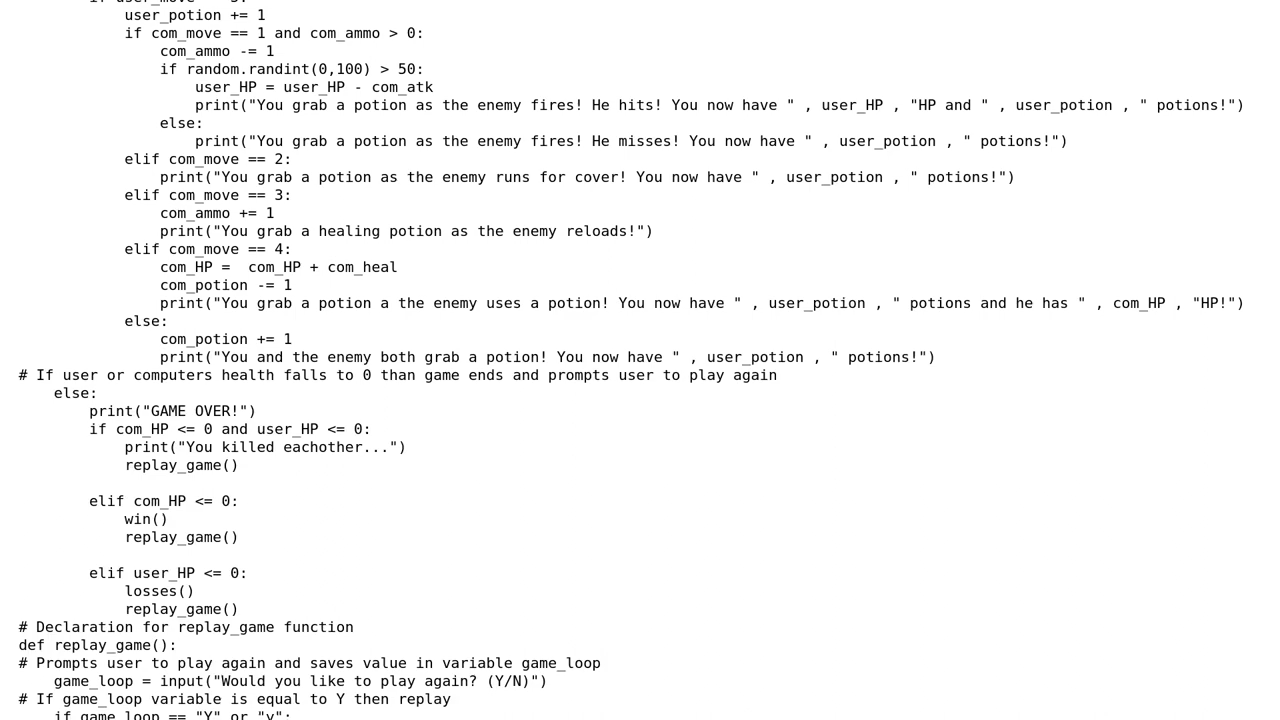 user_potion += 1
            if com_move == 1 and com_ammo > 0:
                com_ammo -= 1
                if random.randint(0,100) > 50:
                    user_HP = user_HP - com_atk
                    print("You grab a potion as the enemy fires! He hits! You now have " , user_HP , "HP and " , user_potion , " potions!")
                else:
                    print("You grab a potion as the enemy fires! He misses! You now have " , user_potion , " potions!")
            elif com_move == 2:
                print("You grab a potion as the enemy runs for cover! You now have " , user_potion , " potions!")
            elif com_move == 3:
                com_ammo += 1
                print("You grab a healing potion as the enemy reloads!")
            elif com_move == 4:
                com_HP =  com_HP + com_heal
                com_potion -= 1
                print("You grab a potion a the enemy uses a potion! You now have " , user_potion , " potions and he has " , com_HP , "HP!")
            else:
                com_potion += 1
                print("You and the enemy both grab a potion! You now have " , user_potion , " potions!")
# If user or computers health falls to 0 than game ends and prompts user to play again
    else:
        print("GAME OVER!")
        if com_HP <= 0 and user_HP <= 0:
            print("You killed eachother...")
            replay_game()

        elif com_HP <= 0:
            win()
            replay_game()

        elif user_HP <= 0:
            losses()
            replay_game()
# Declaration for replay_game function
def replay_game():
# Prompts user to play again and saves value in variable game_loop
    game_loop = input("Would you like to play again? (Y/N)")
# If game_loop variable is equal to Y then replay
    if game_loop == "Y" or "y":